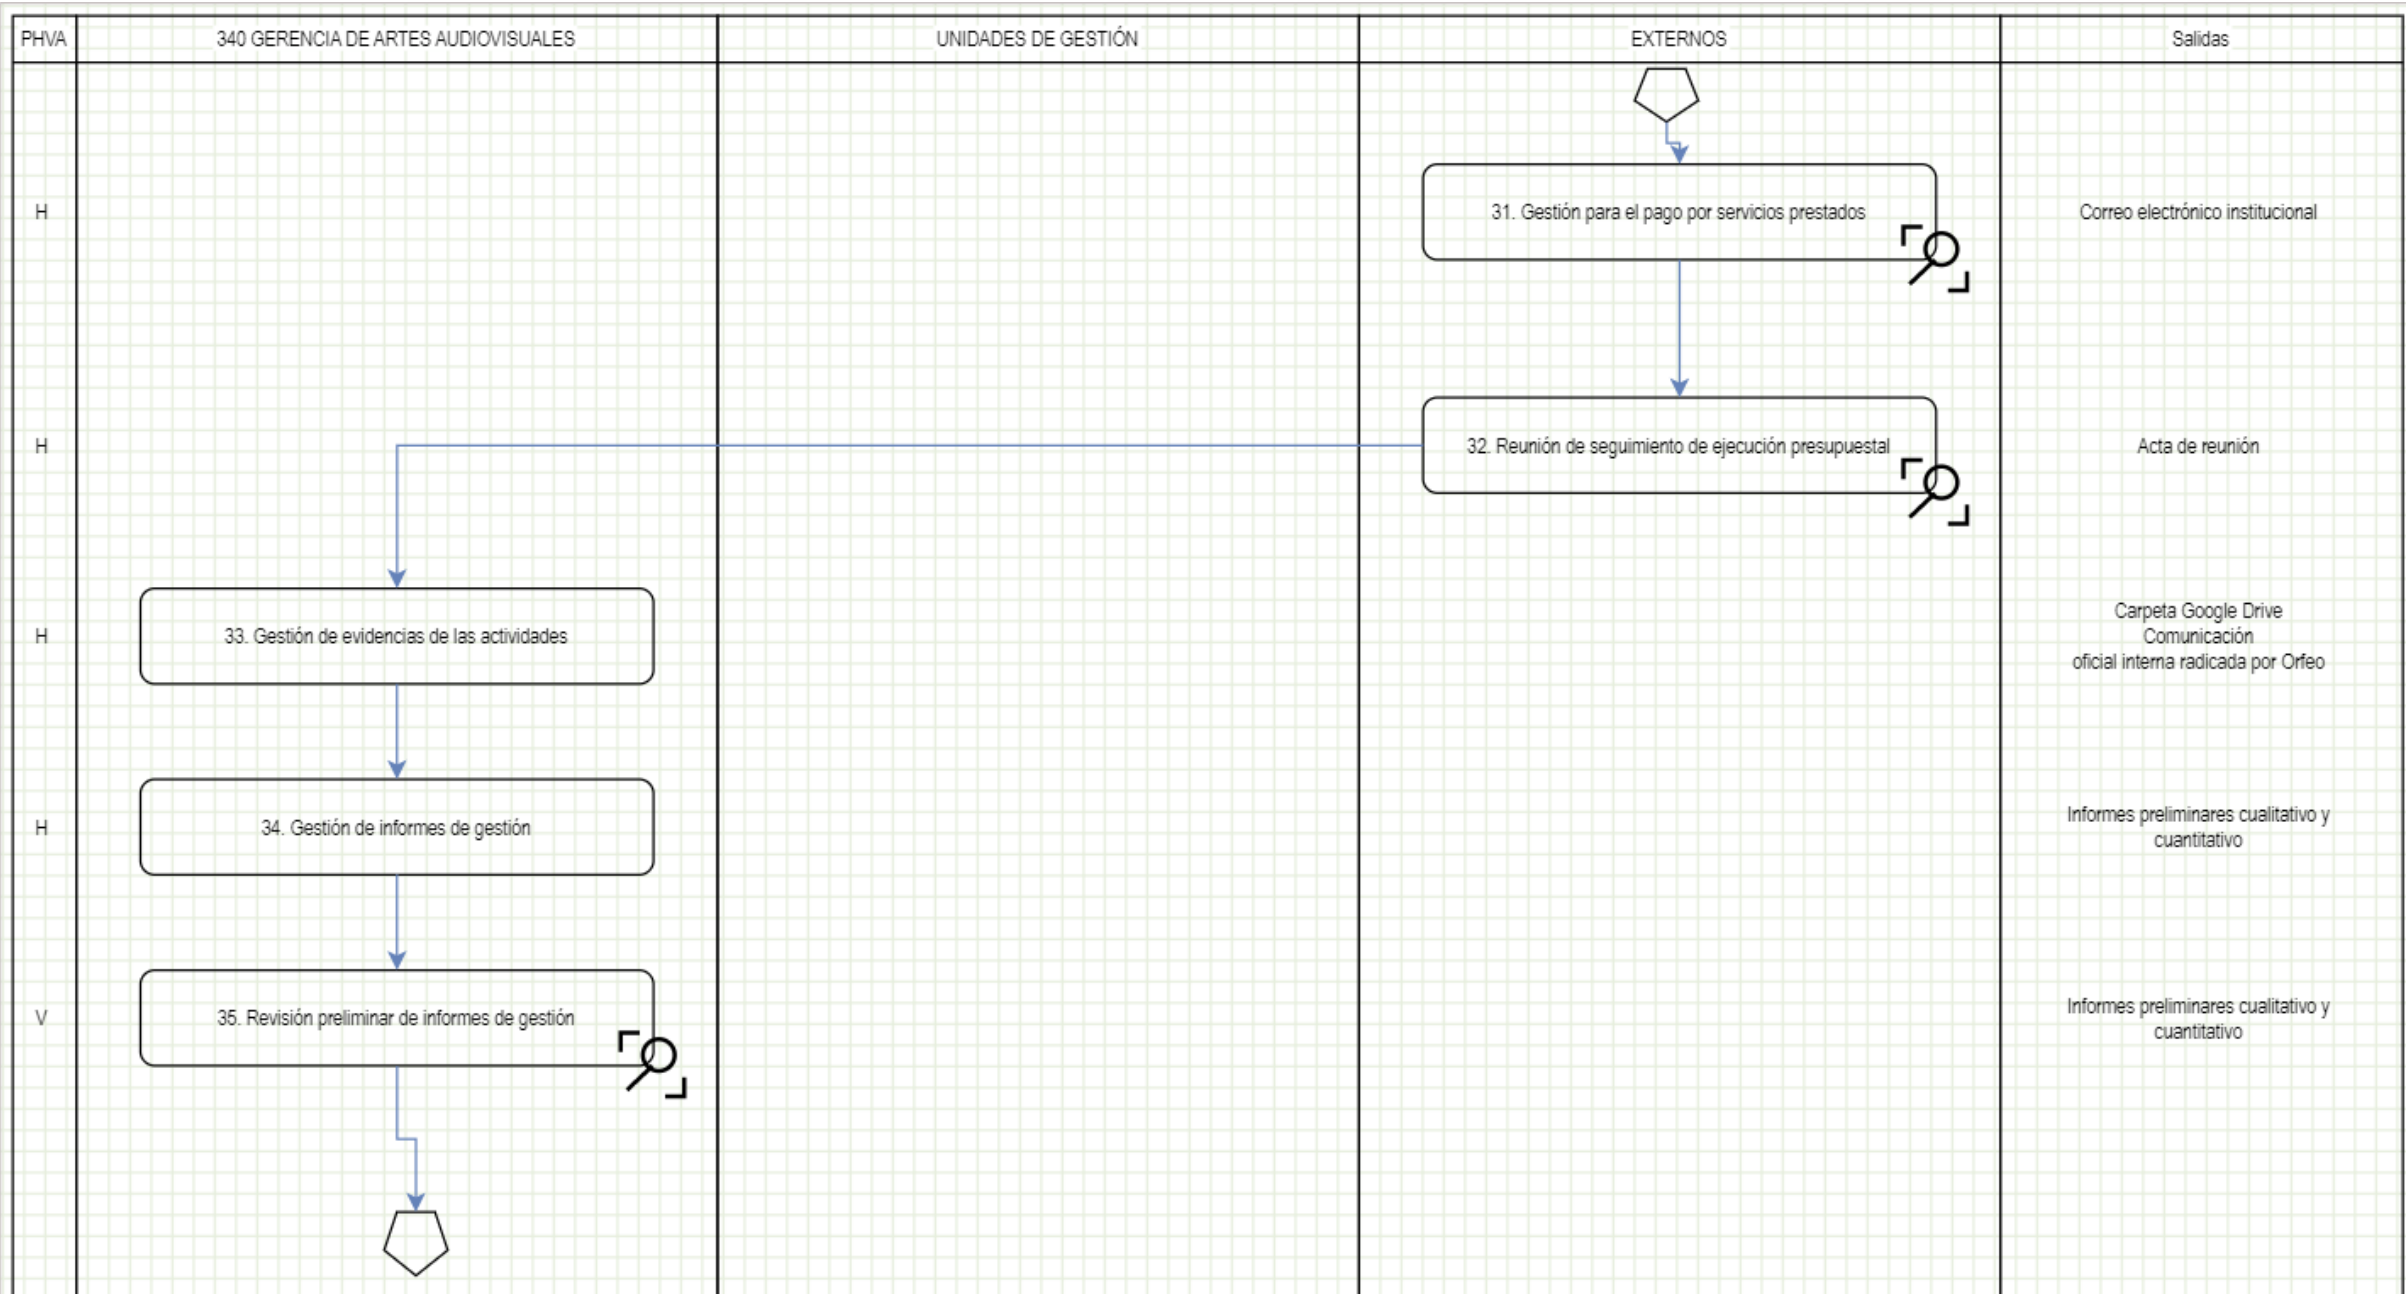 PHVA
340 GERENCIA DE ARTES AUDIOVISUALES
UNIDADES DE GESTIÓN
EXTERNOS
Salidas
H
31. Gestión para el pago por servicios prestados
Correo electrónico institucional
H
32. Reunión de seguimiento de ejecución presupuestal
Acta de reunión
H
33. Gestión de evidencias de las actividades
Carpeta Google Drive
Comunicación
oficial interna radicada por Orfeo
H
34. Gestión de informes de gestión
Informes preliminares cualitativo y
cuantitativo
V
35. Revisión preliminar de informes de gestión
Informes preliminares cualitativo y
cuantitativo